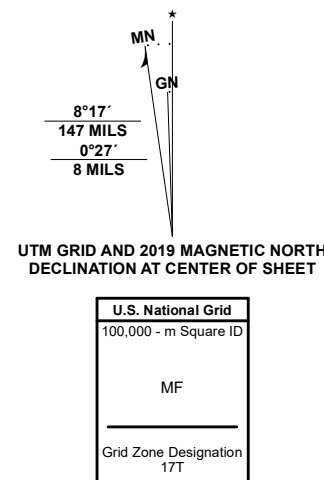 ★
MN
GN
8°17´
147 MILS
0°27´
8 MILS
UTM GRID AND 2019 MAGNETIC NORTH
DECLINATION AT CENTER OF SHEET
U.S. National Grid
100,000 - m Square ID
MF
Grid Zone Designation
17T